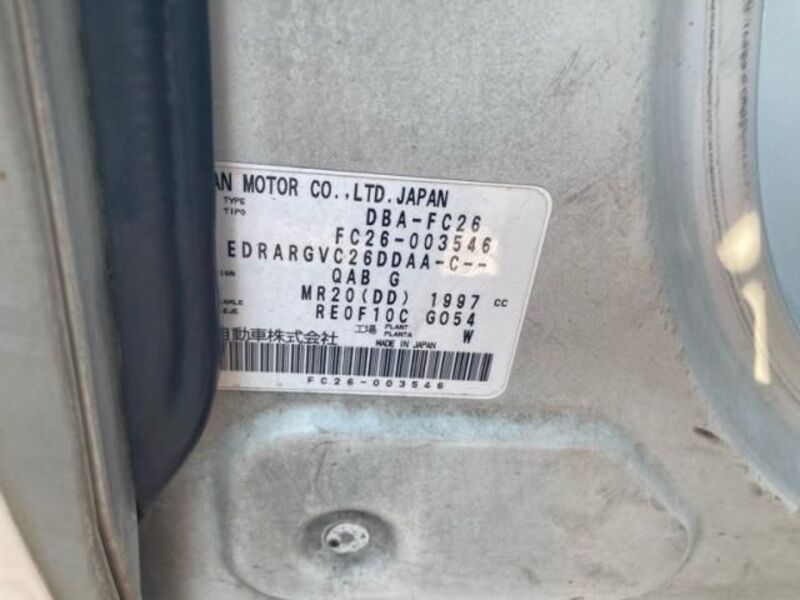 AN MOTOR CO.,LTD.JAPAN
TYPE
TIPO DBA-FC26
FC26-003546
EDRARGVC26DDAA-C--
QAB G
MR20(DD) 1997 CC
RE0F10C G054
自動車株式会社 工場 PLANT PLANTA W
MADE IN JAPAN
FC26-003546